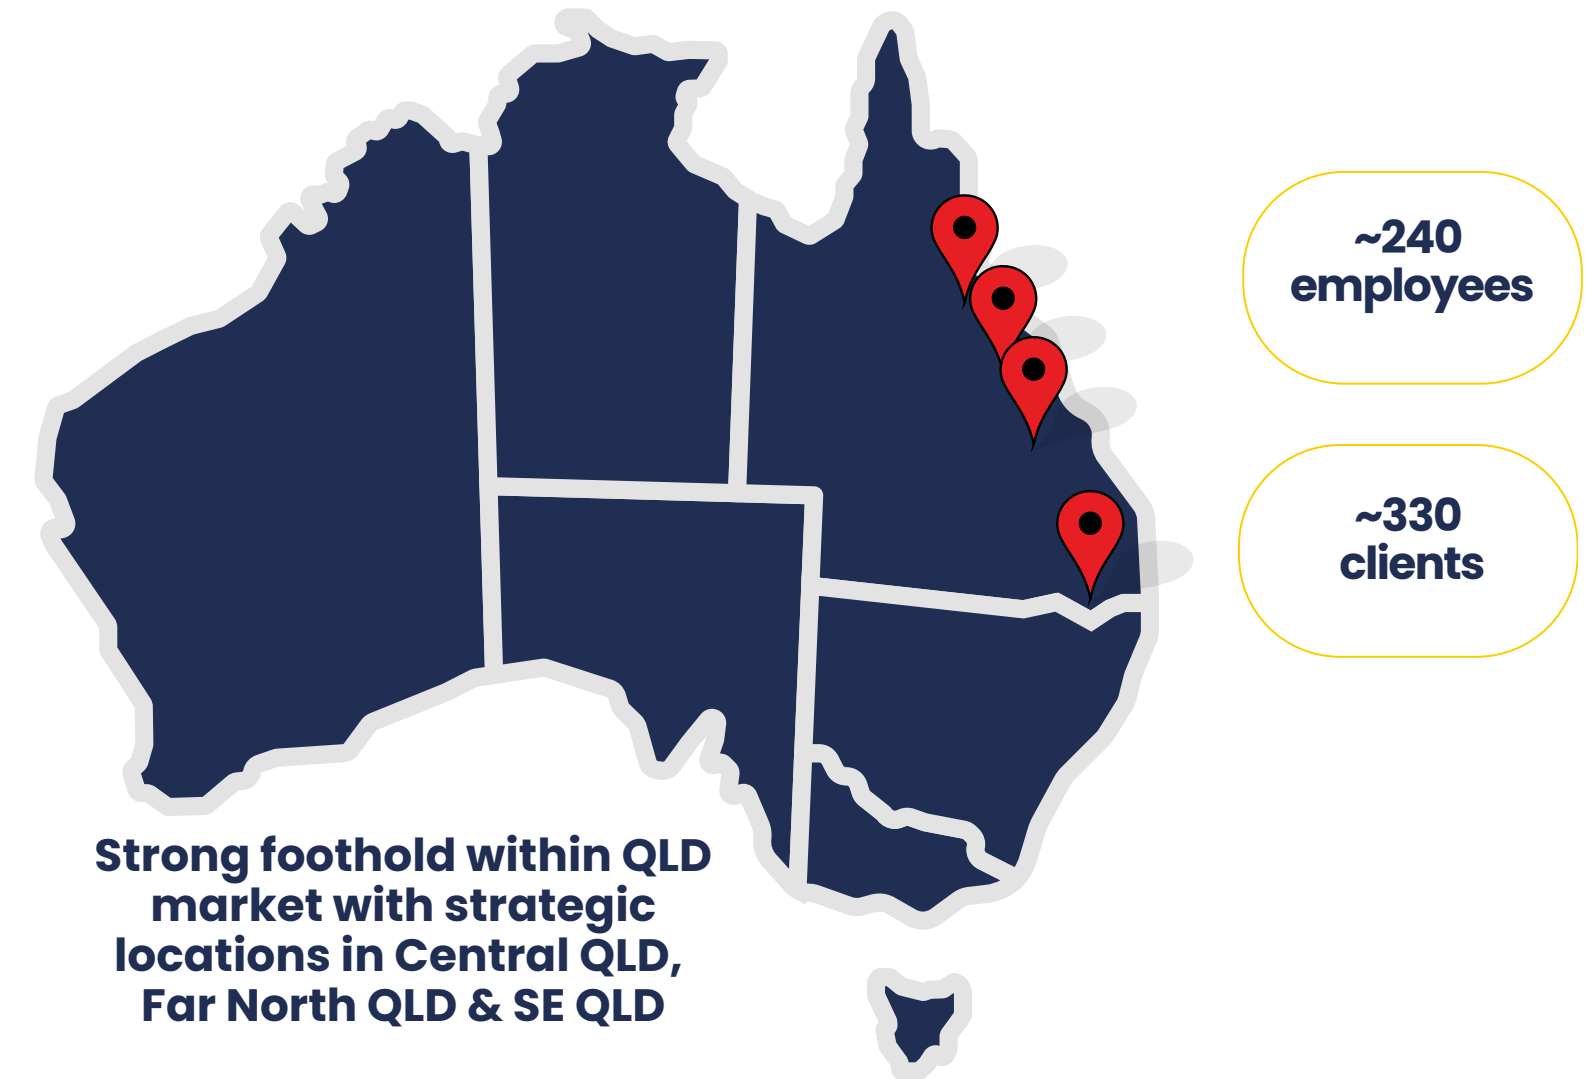 ~240
employees
~330
clients
Strong foothold within QLD
market with strategic
locations in Central QLD,
Far North QLD & SE QLD